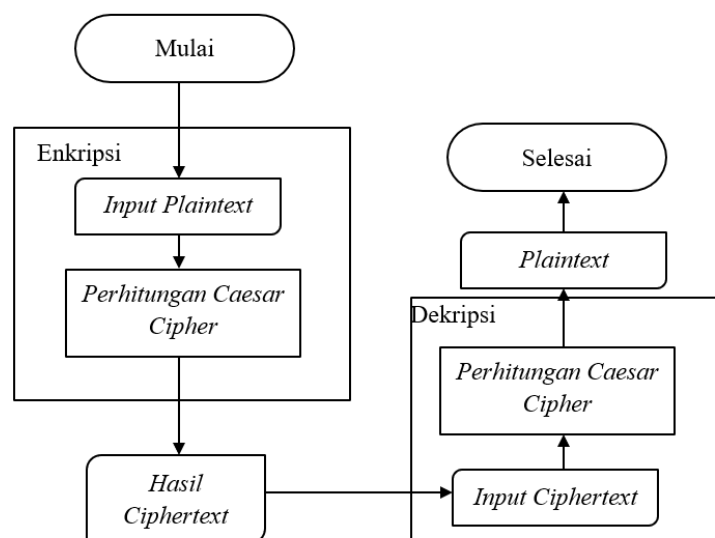 Mulai
Enkripsi
Input Plaintext
Perhitungan Caesar
Cipher
Hasil
Ciphertext
Selesai
Plaintext
Dekripsi
Perhitungan Caesar
Cipher
Input Ciphertext